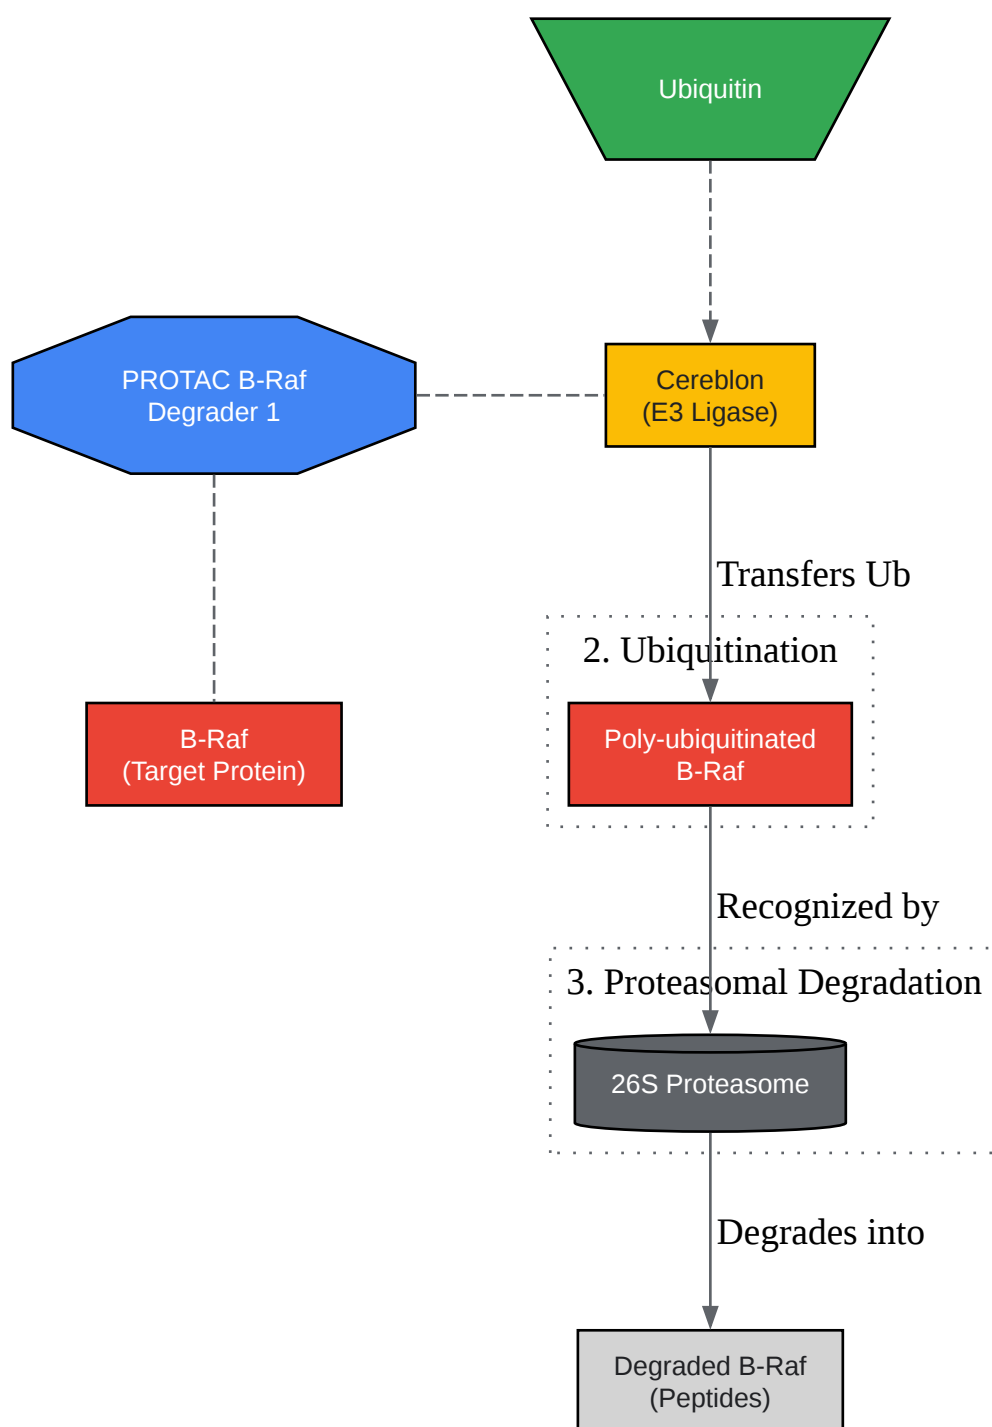 Ubiquitin
PROTAC B-Raf
Degrader 1
Cereblon
(E3 Ligase)
Transfers Ub
2. Ubiquitination
B-Raf
(Target Protein)
Poly-ubiquitinated
B-Raf
Recognized by
3. Proteasomal Degradation
26S Proteasome
Degrades into
Degraded B-Raf
(Peptides)